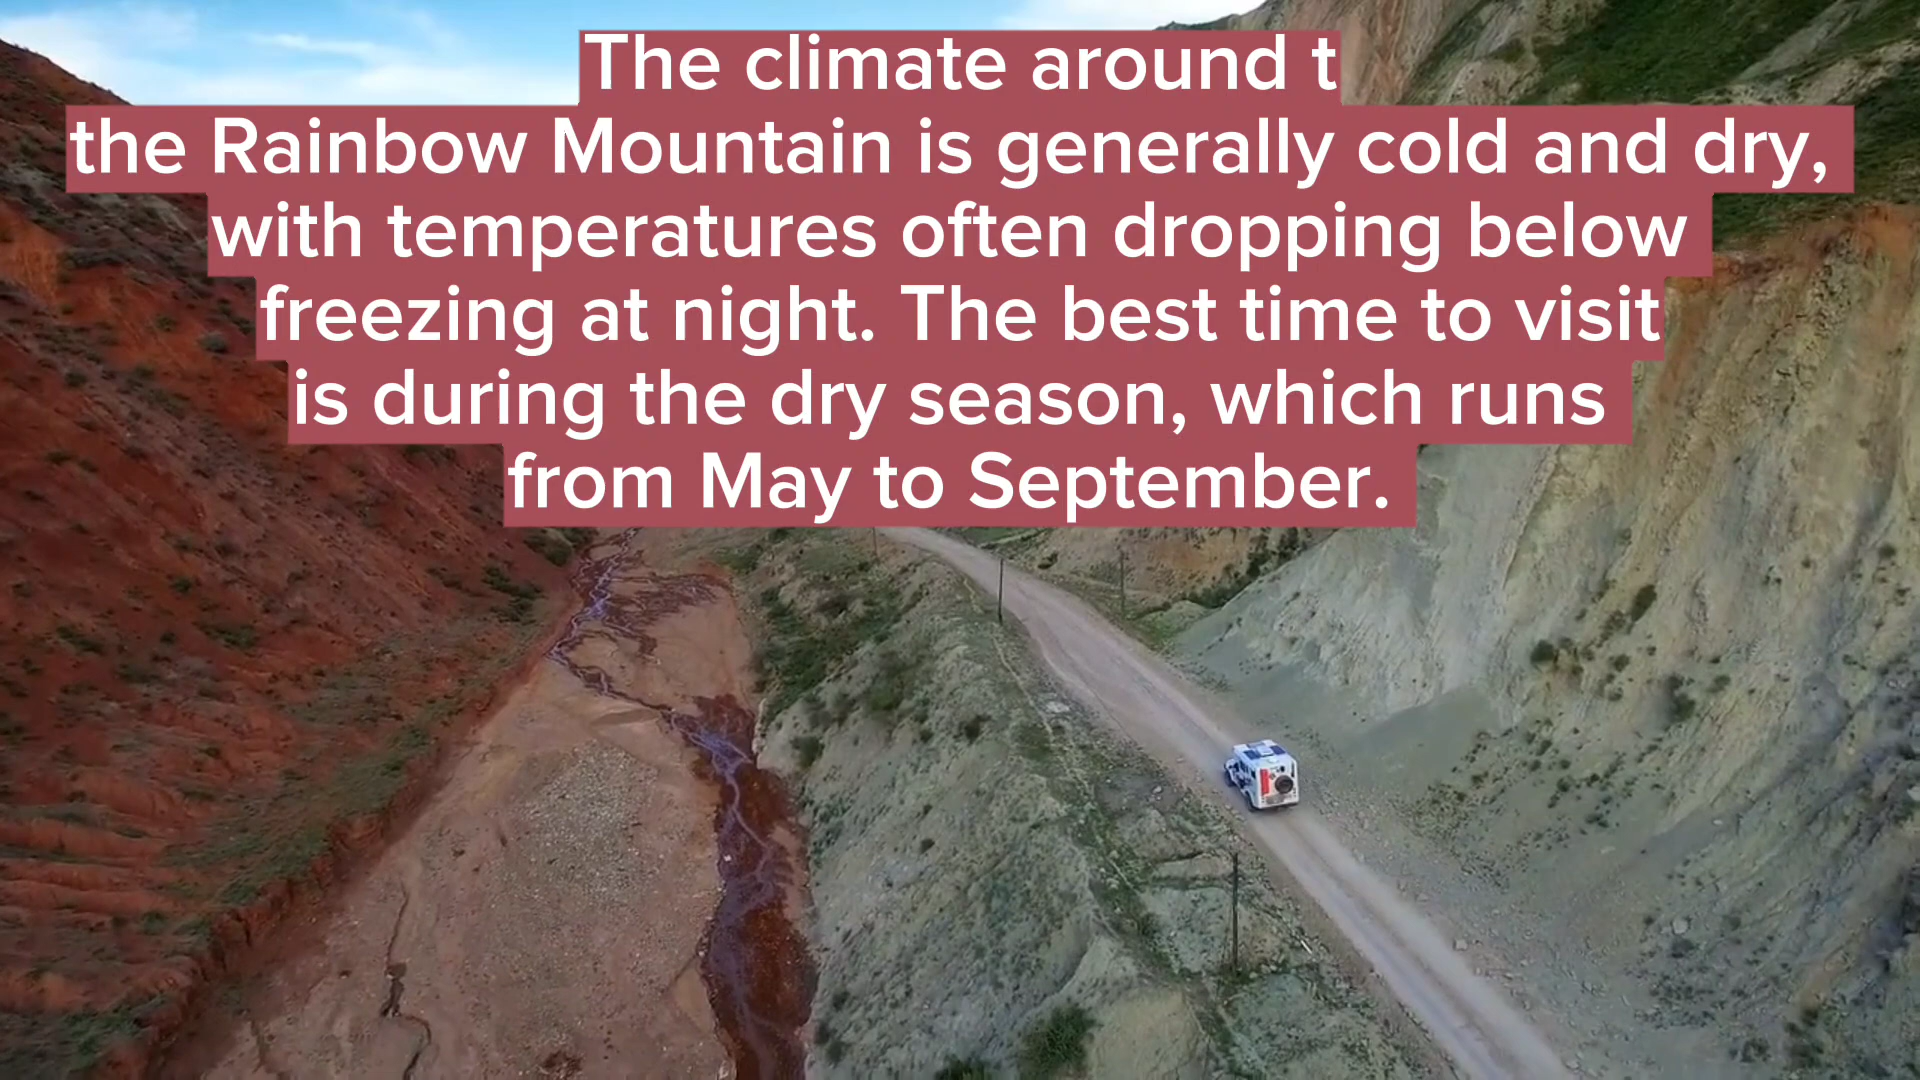 The climate around t
the Rainbow Mountain is generally cold and dry,
with temperatures often dropping below
freezing at night. The best time to visit
is during the dry season, which runs
from May to September.